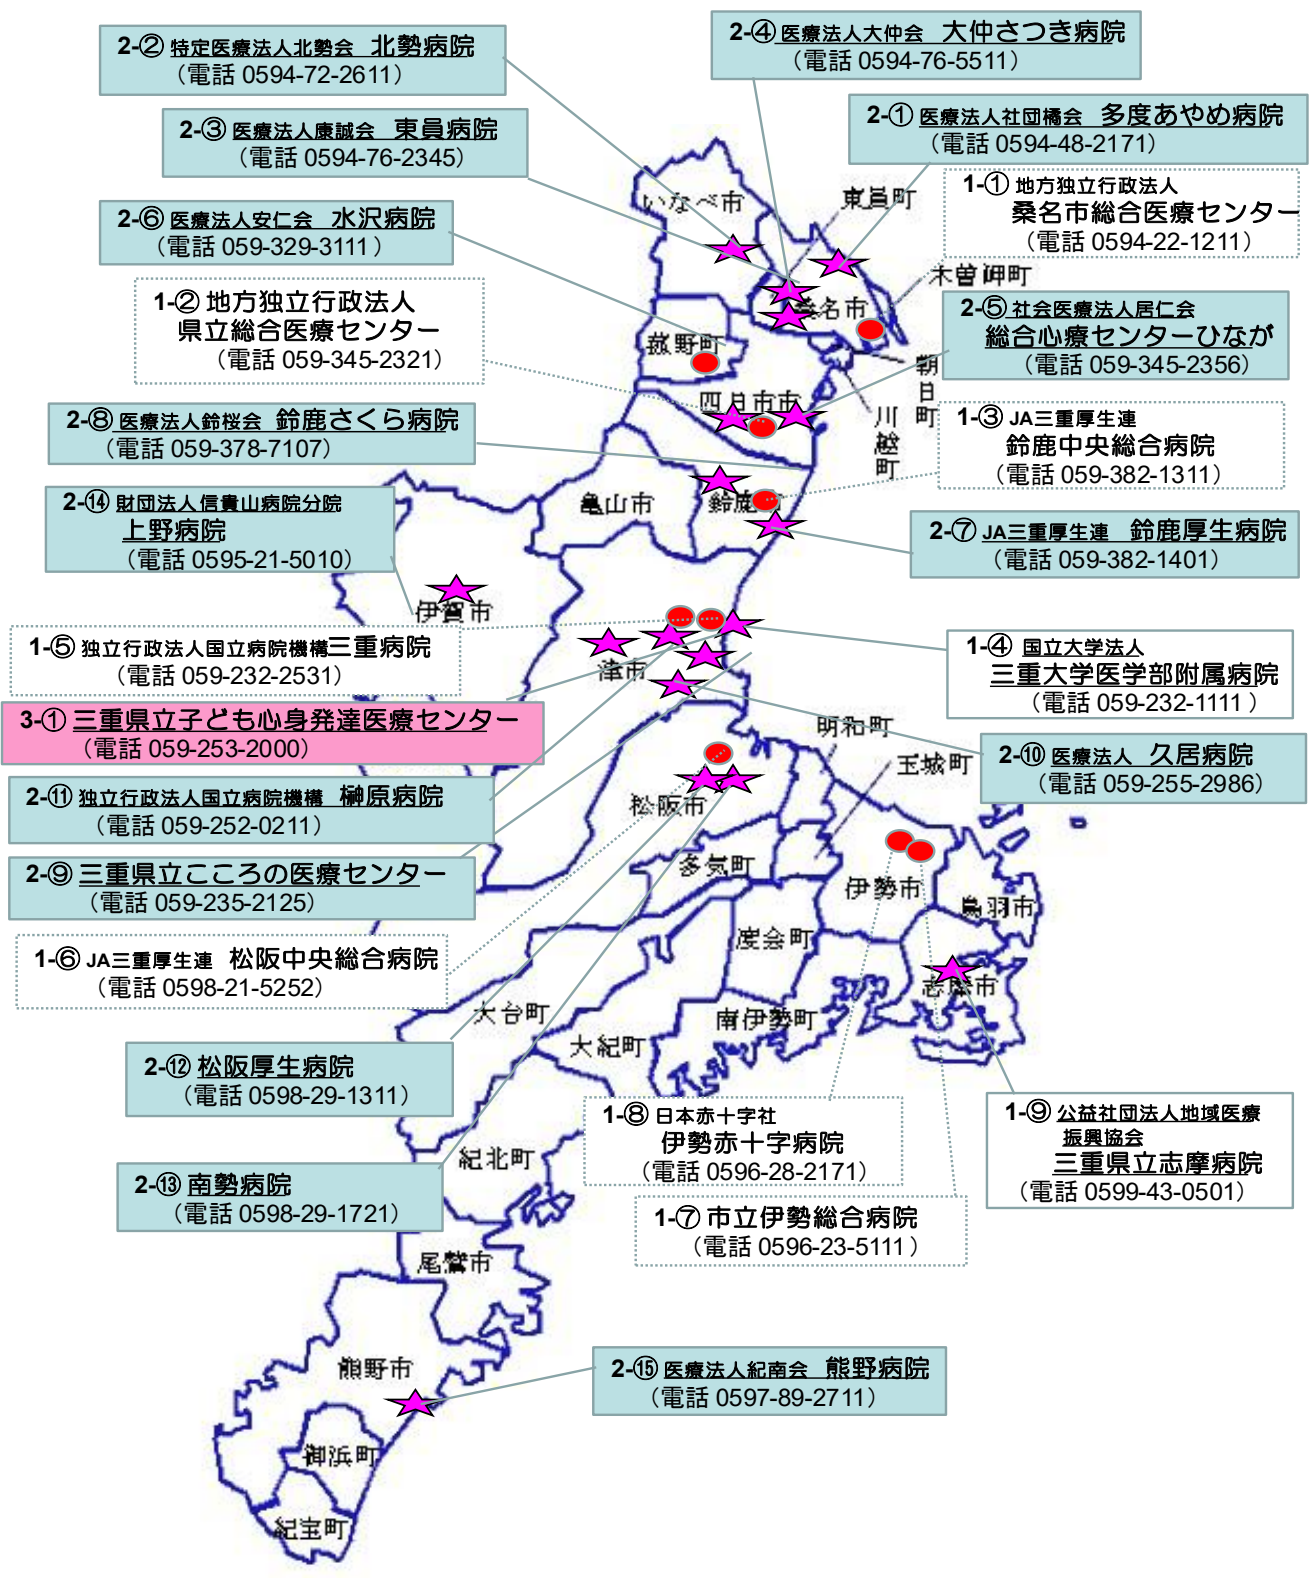 2-② 特定医療法人北勢会 北勢病院
（電話 0594-72-2611）
2-④ 医療法人大仲会 大仲さつき病院
（電話 0594-76-5511）
2-③ 医療法人康誠会 東員病院
（電話 0594-76-2345）
2-① 医療法人社団橘会 多度あやめ病院
（電話 0594-48-2171）
1-① 地方独立行政法人
桑名市総合医療センター
（電話 0594-22-1211）
2-⑥ 医療法人安仁会 水沢病院
（電話 059-329-3111）
いなべ市
東員町
木曽岬町
1-② 地方独立行政法人
県立総合医療センター
（電話 059-345-2321）
桑名市
2-⑤ 社会医療法人居仁会
総合心療センターひなが
（電話 059-345-2356）
菰野町
朝日町
川越町
四日市市
2-⑧ 医療法人鈴桜会 鈴鹿さくら病院
（電話 059-378-7107）
1-③ JA三重厚生連
鈴鹿中央総合病院
（電話 059-382-1311）
2-⑭ 財団法人信貴山病院分院
上野病院
（電話 0595-21-5010）
亀山市
鈴鹿市
2-⑦ JA三重厚生連 鈴鹿厚生病院
（電話 059-382-1401）
伊賀市
1-⑤ 独立行政法人国立病院機構三重病院
（電話 059-232-2531）
津市
1-④ 国立大学法人
三重大学医学部附属病院
（電話 059-232-1111）
3-① 三重県立子ども心身発達医療センター
（電話 059-253-2000）
明和町
玉城町
2-⑩ 医療法人 久居病院
（電話 059-255-2986）
2-⑪ 独立行政法人国立病院機構 榊原病院
（電話 059-252-0211）
松阪市
2-⑨ 三重県立こころの医療センター
（電話 059-235-2125）
多気町
伊勢市
鳥羽市
度会町
1-⑥ JA三重厚生連 松阪中央総合病院
（電話 0598-21-5252）
志摩市
大台町
南伊勢町
大紀町
2-⑫ 松阪厚生病院
（電話 0598-29-1311）
1-⑧ 日本赤十字社
伊勢赤十字病院
（電話 0596-28-2171）
1-⑨ 公益社団法人地域医療
振興協会
三重県立志摩病院
（電話 0599-43-0501）
紀北町
2-⑬ 南勢病院
（電話 0598-29-1721）
1-⑦ 市立伊勢総合病院
（電話 0596-23-5111）
尾鷲市
熊野市
2-⑮ 医療法人紀南会 熊野病院
（電話 0597-89-2711）
御浜町
紀宝町